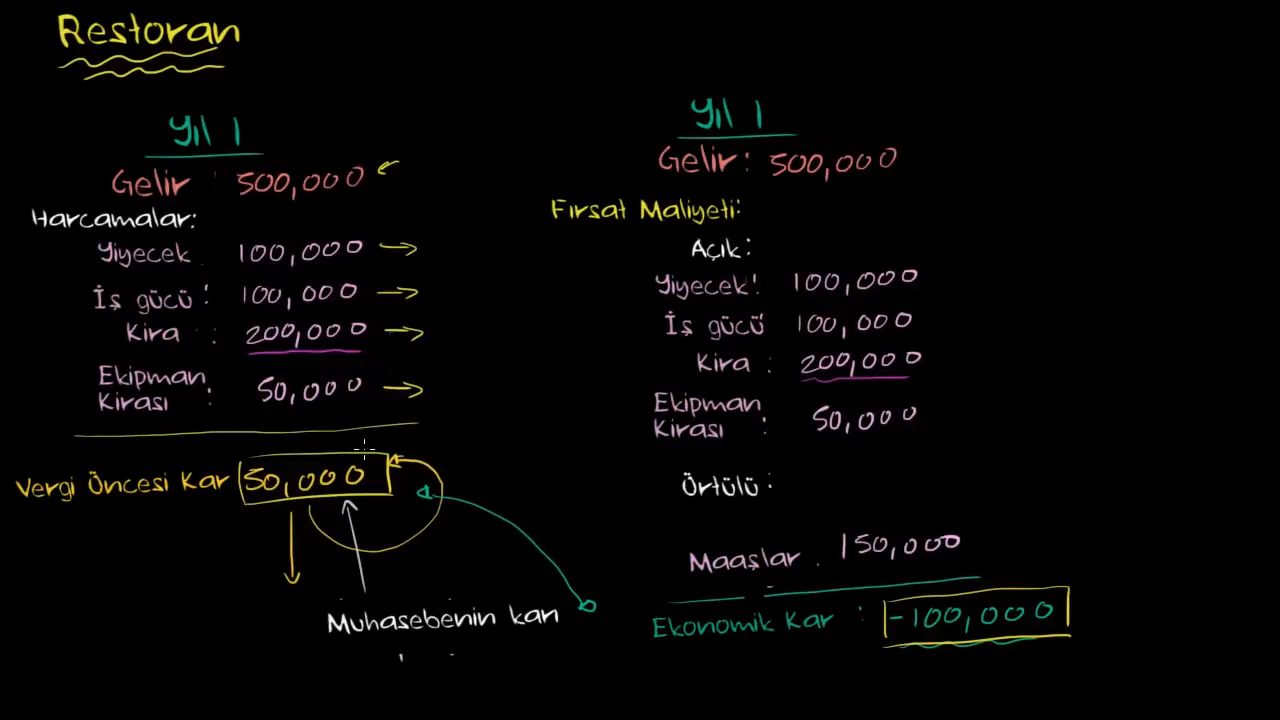 Restoran
Yıl 1
Gelir : 500,000
Harcamalar:
Yiyecek 100,000
İş gücü : 100,000
Kira : 200,000
Ekipman
Kirası : 50,000
Vergi Öncesi Kar 50,000
Muhasebenin karı
Yıl 1
Gelir: 500,000
Fırsat Maliyeti:
Açık:
Yiyecek: 100,000
İş gücü 100,000
Kira : 200,000
Ekipman
Kirası : 50,000
Örtülü:
Maaşlar . 150,000
Ekonomik Kar : -100,000